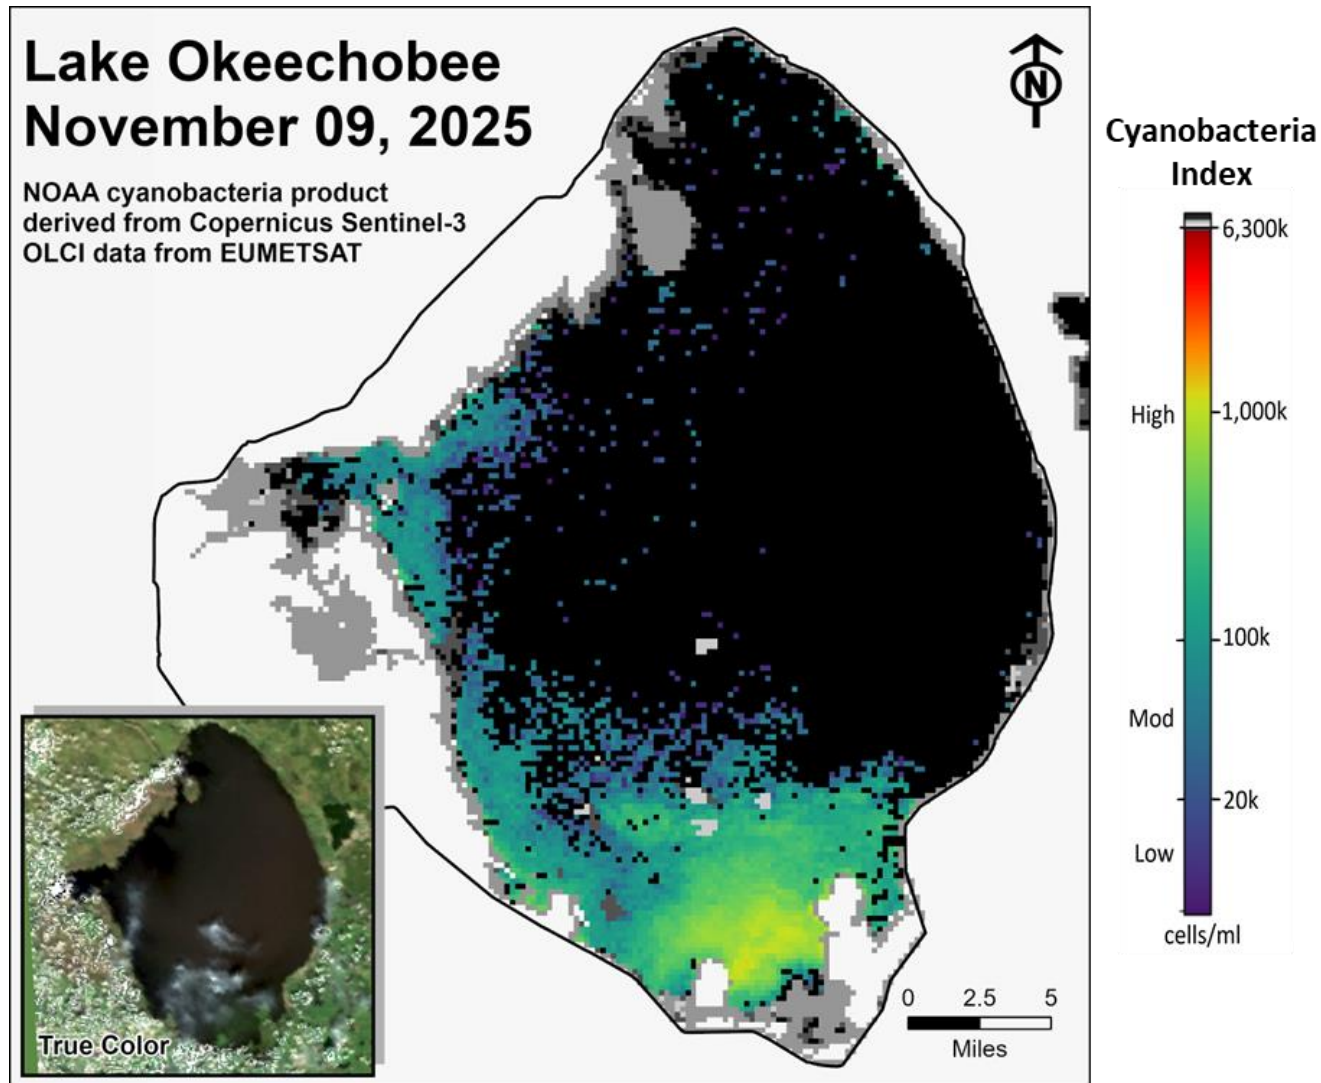 Lake Okeechobee
November 09, 2025
NOAA cyanobacteria product
derived from Copernicus Sentinel-3
OLCI data from EUMETSAT
N
Cyanobacteria
Index
6,300k
High
1,000k
100k
Mod
20k
Low
cells/ml
0 2.5 5
Miles
True Color